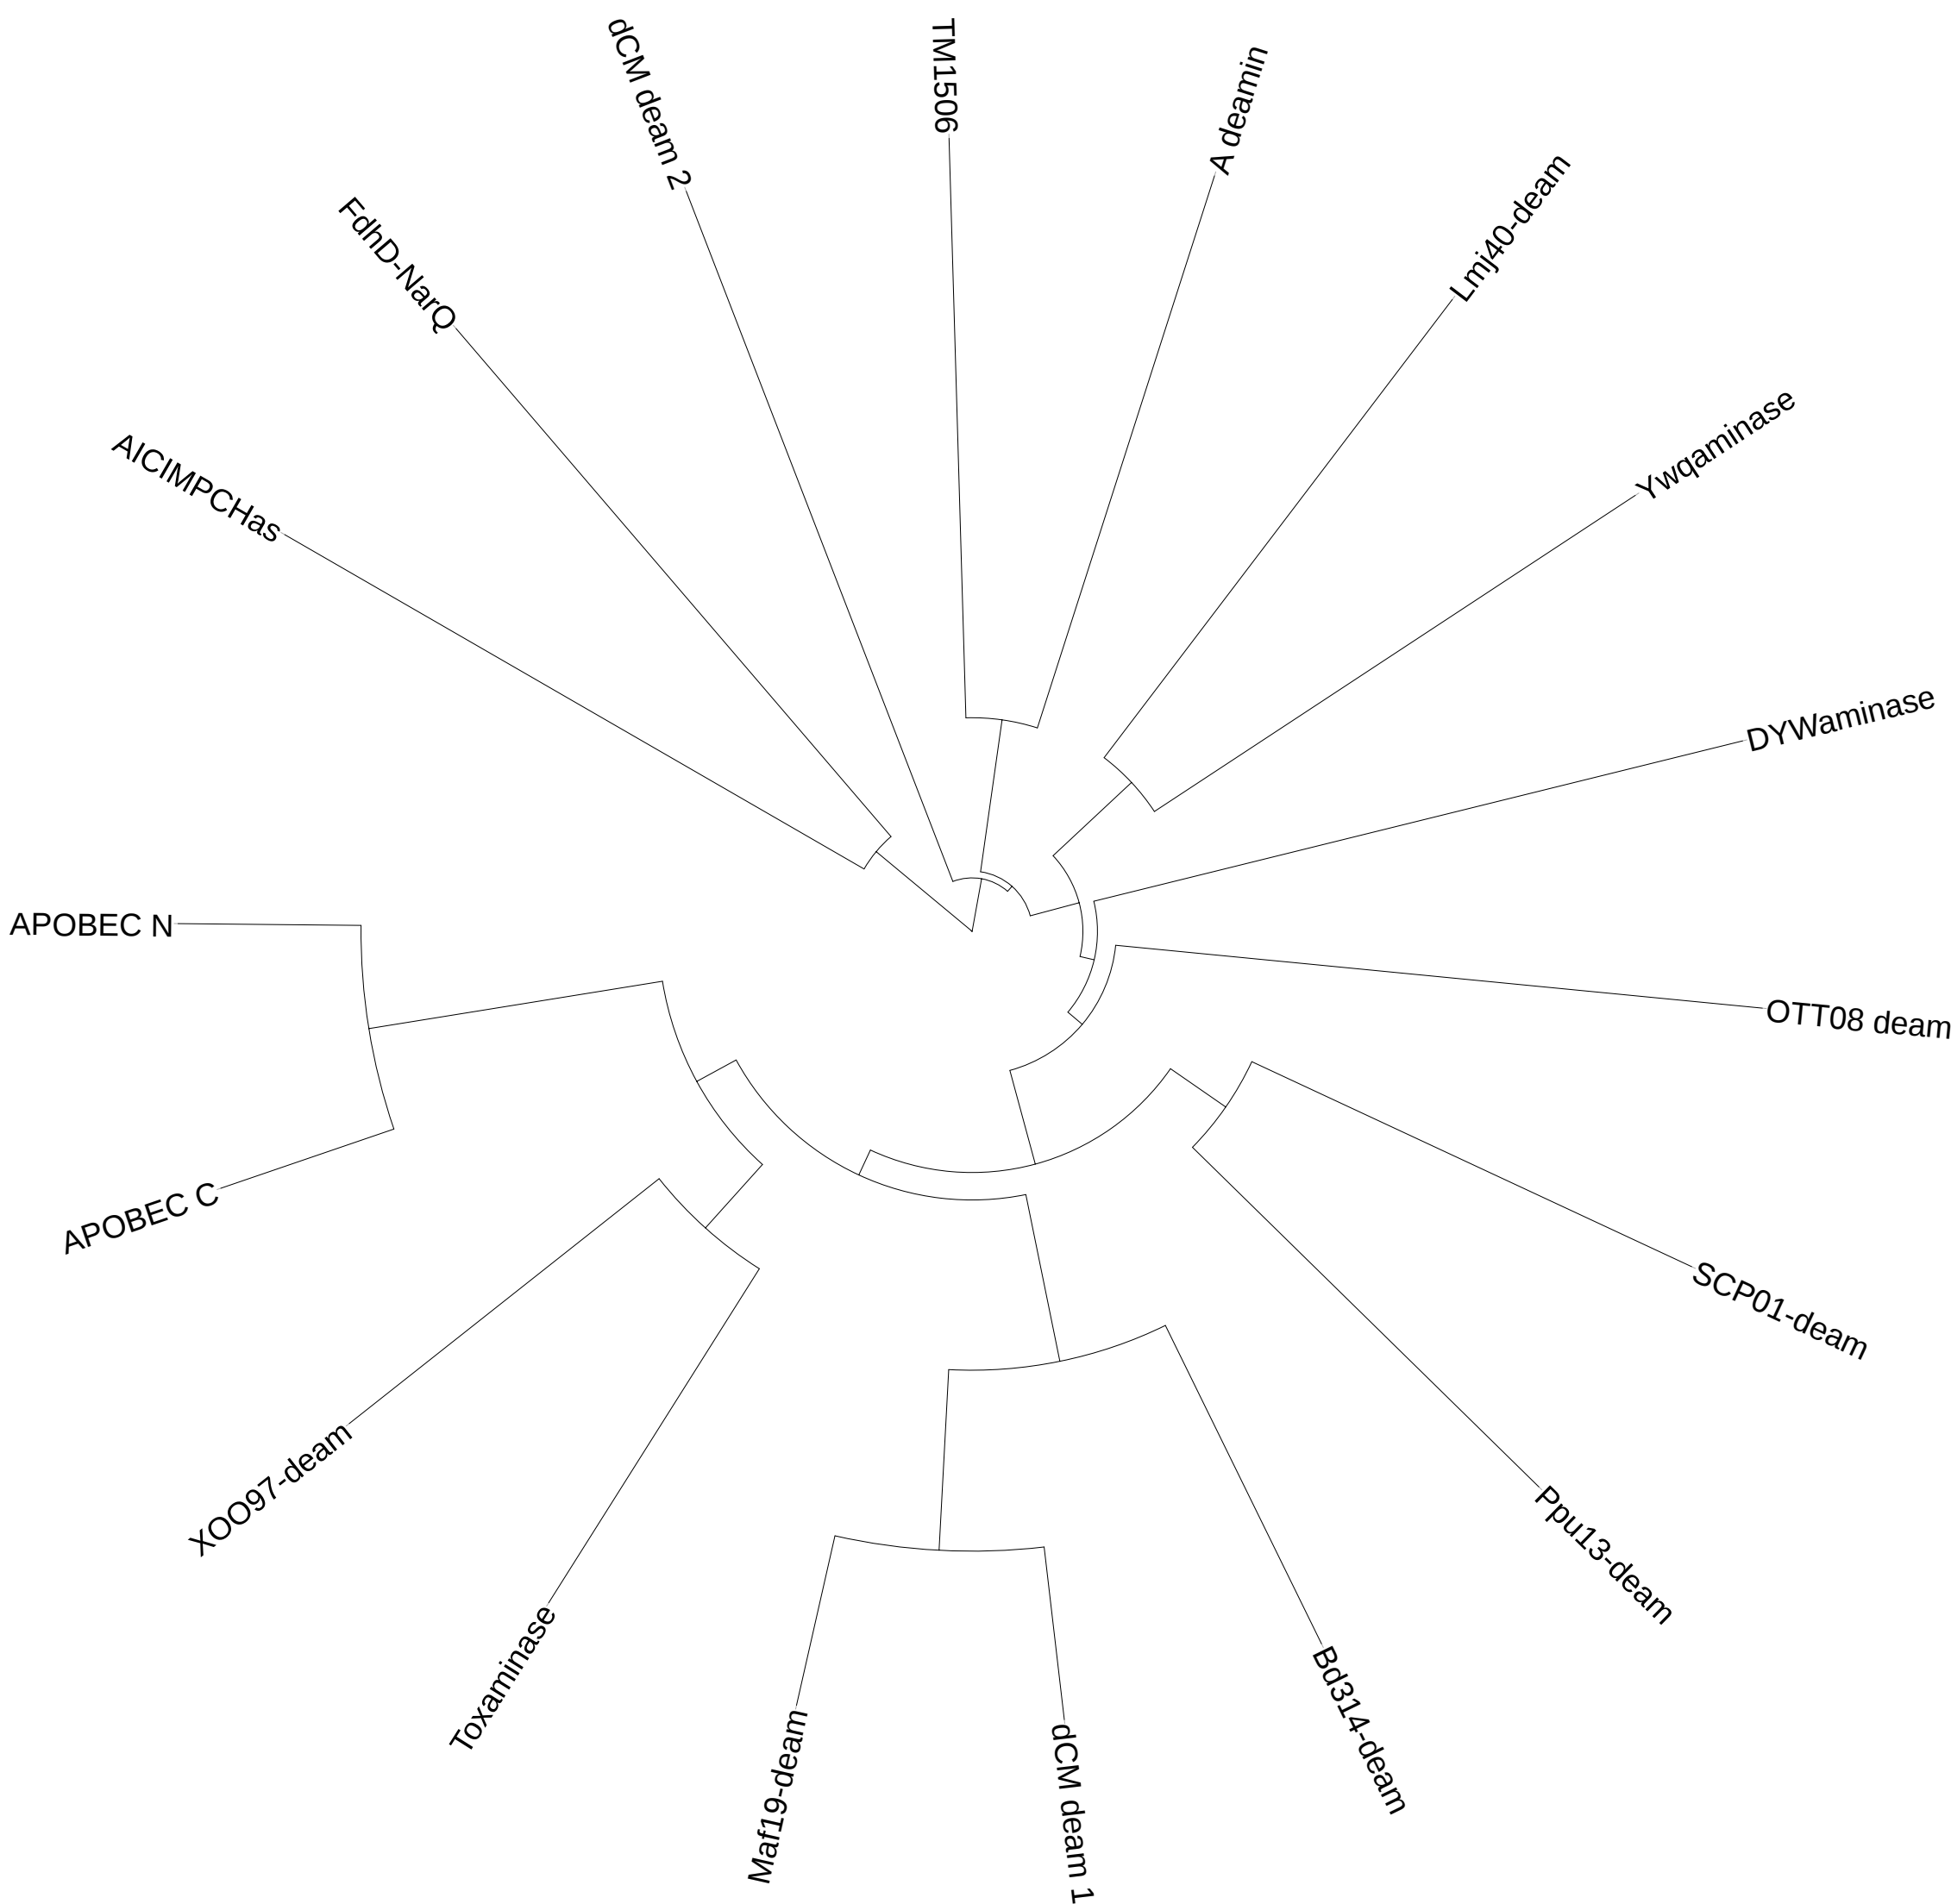 TM1506
A deamin
Lmj40-deam
Ywqaminase
DYWaminase
OTT08 deam
SCP01-deam
Ppu13-deam
Bd314-deam
dCM deam 1
Maf19-deam
Toxaminase
XOO97-deam
APOBEC C
APOBEC N
AICIMPCHas
FdhD-NarQ
dCM deam 2